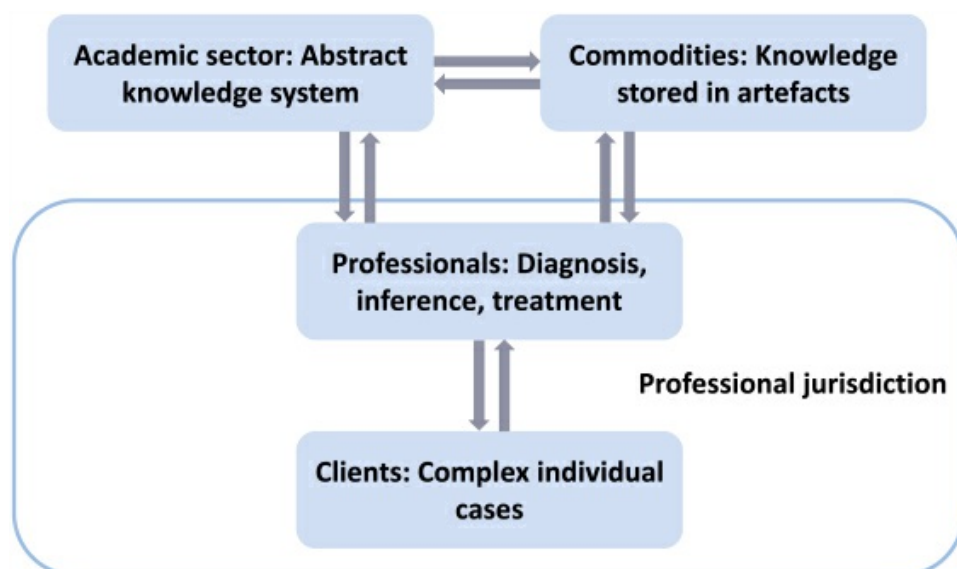 Academic sector: Abstract
knowledge system
Commodities: Knowledge
stored in artefacts
Professionals: Diagnosis,
inference, treatment
Professional jurisdiction
Clients: Complex individual
cases